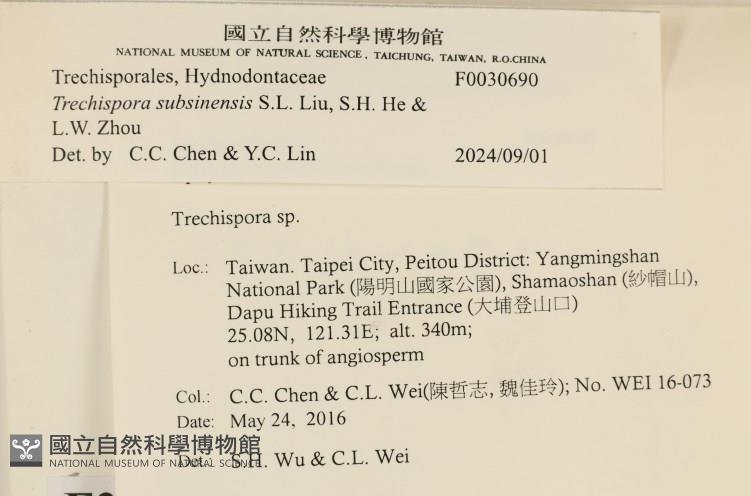 國立自然科學博物館
NATIONAL MUSEUM OF NATURAL SCIENCE, TAICHUNG, TAIWAN, R.O.CHINA
Trechisporales, Hydnodontaceae F0030690
Trechispora subsinensis S.L. Liu, S.H. He &
L.W. Zhou
Det. by C.C. Chen & Y.C. Lin 2024/09/01
Trechispora sp.
Loc.: Taiwan. Taipei City, Peitou District: Yangmingshan
National Park (陽明山國家公園), Shamaoshan (紗帽山),
Dapu Hiking Trail Entrance (大埔登山口)
25.08N, 121.31E; alt. 340m;
on trunk of angiosperm
Col.: C.C. Chen & C.L. Wei(陳哲志, 魏佳玲); No. WEI 16-073
Date: May 24, 2016
Det.: S.H. Wu & C.L. Wei
國立自然科學博物館
NATIONAL MUSEUM OF NATURAL SCIENCE